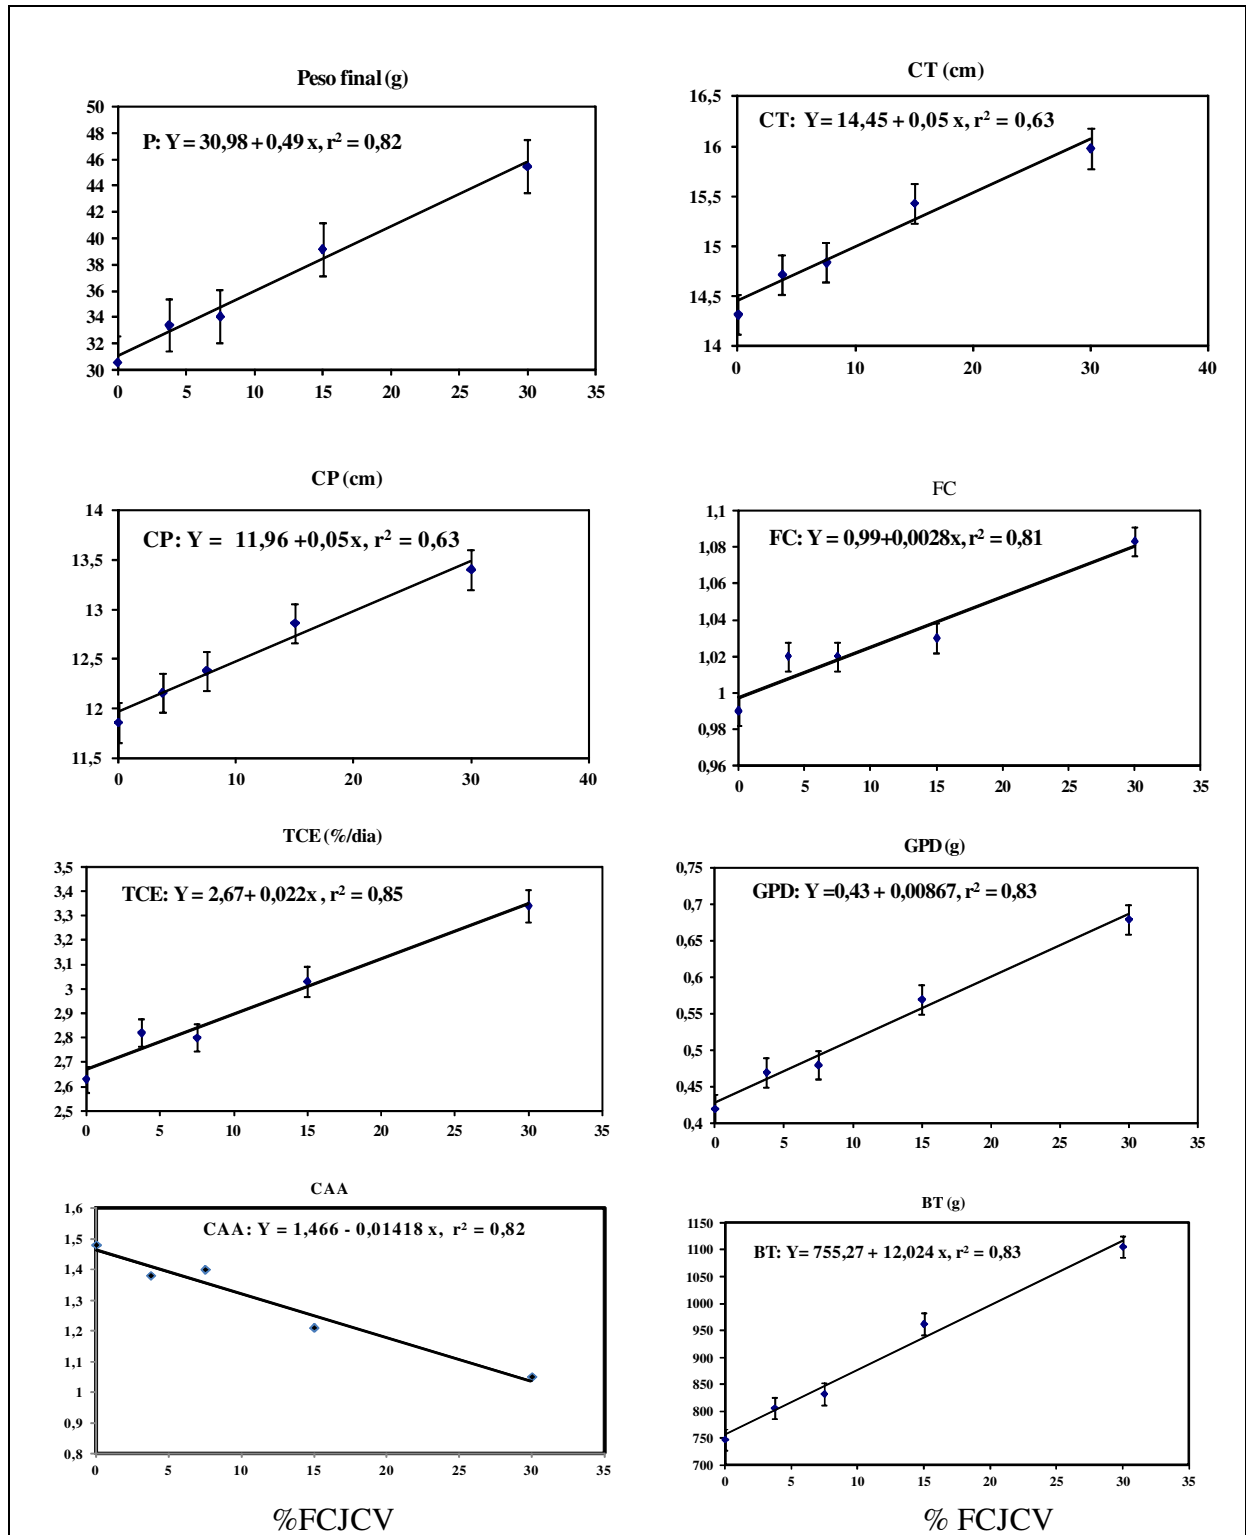 Peso final (g)
50
48
46
44
42
40
38
36
34
32
30
P: Y = 30,98 + 0,49 x, r² = 0,82
0 5 10 15 20 25 30 35
CT (cm)
16,5
16
15,5
15
14,5
14
CT: Y= 14,45 + 0,05 x, r² = 0,63
0 10 20 30 40
CP (cm)
14
13,5
13
12,5
12
11,5
CP: Y = 11,96 +0,05x, r² = 0,63
0 10 20 30 40
FC
1,1
1,08
1,06
1,04
1,02
1
0,98
0,96
FC: Y = 0,99+0,0028x, r² = 0,81
0 5 10 15 20 25 30 35
TCE (%/dia)
3,5
3,4
3,3
3,2
3,1
3
2,9
2,8
2,7
2,6
2,5
TCE: Y = 2,67+ 0,022x , r² = 0,85
0 5 10 15 20 25 30 35
GPD (g)
0,75
0,7
0,65
0,6
0,55
0,5
0,45
0,4
GPD: Y =0,43 + 0,00867, r² = 0,83
0 5 10 15 20 25 30 35
CAA
1,6
1,5
1,4
1,3
1,2
1,1
1
0,9
0,8
CAA: Y = 1,466 - 0,01418 x, r² = 0,82
0 5 10 15 20 25 30 35
%FCJCV
BT (g)
1150
1100
1050
1000
950
900
850
800
750
700
BT: Y= 755,27 + 12,024 x, r² = 0,83
0 5 10 15 20 25 30 35
% FCJCV